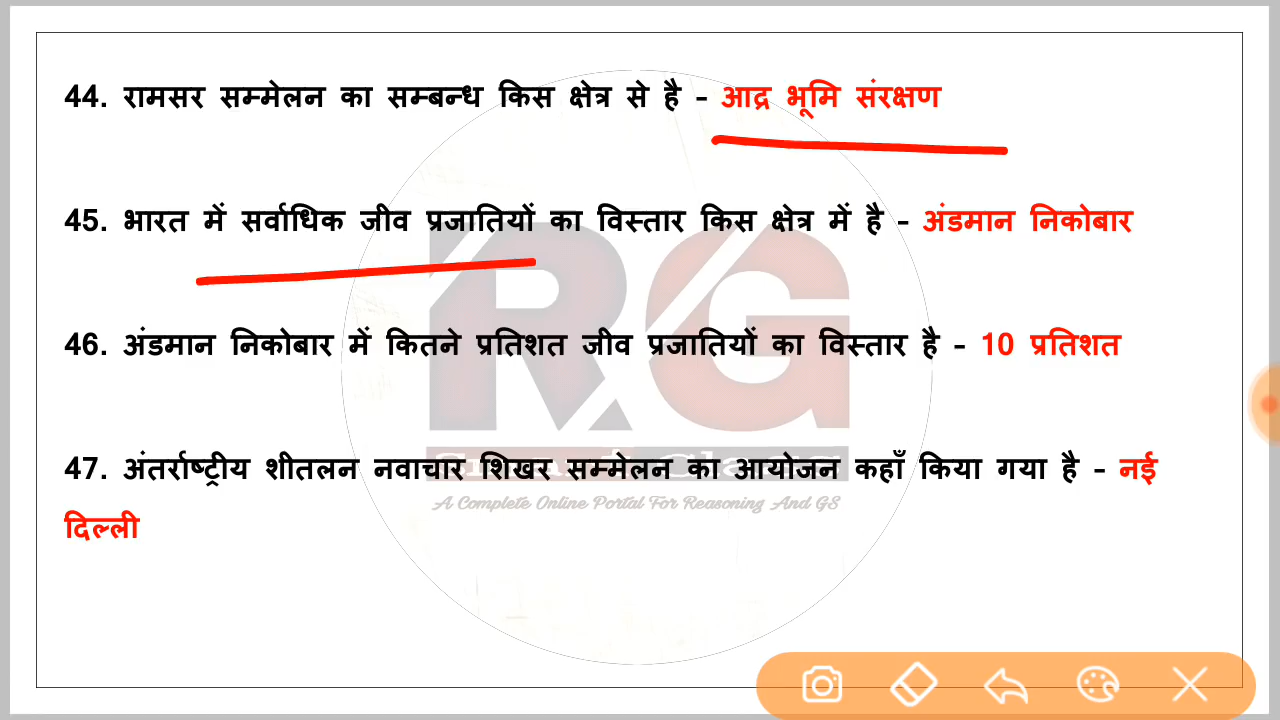 44. रामसर सम्मेलन का सम्बन्ध किस क्षेत्र से है - आद्र भूमि संरक्षण
45. भारत में सर्वाधिक जीव प्रजातियों का विस्तार किस क्षेत्र में है - अंडमान निकोबार
46. अंडमान निकोबार में कितने प्रतिशत जीव प्रजातियों का विस्तार है - 10 प्रतिशत
47. अंतर्राष्ट्रीय शीतलन नवाचार शिखर सम्मेलन का आयोजन कहाँ किया गया है - नई
दिल्ली
RG
A Complete Online Portal For Reasoning And GS